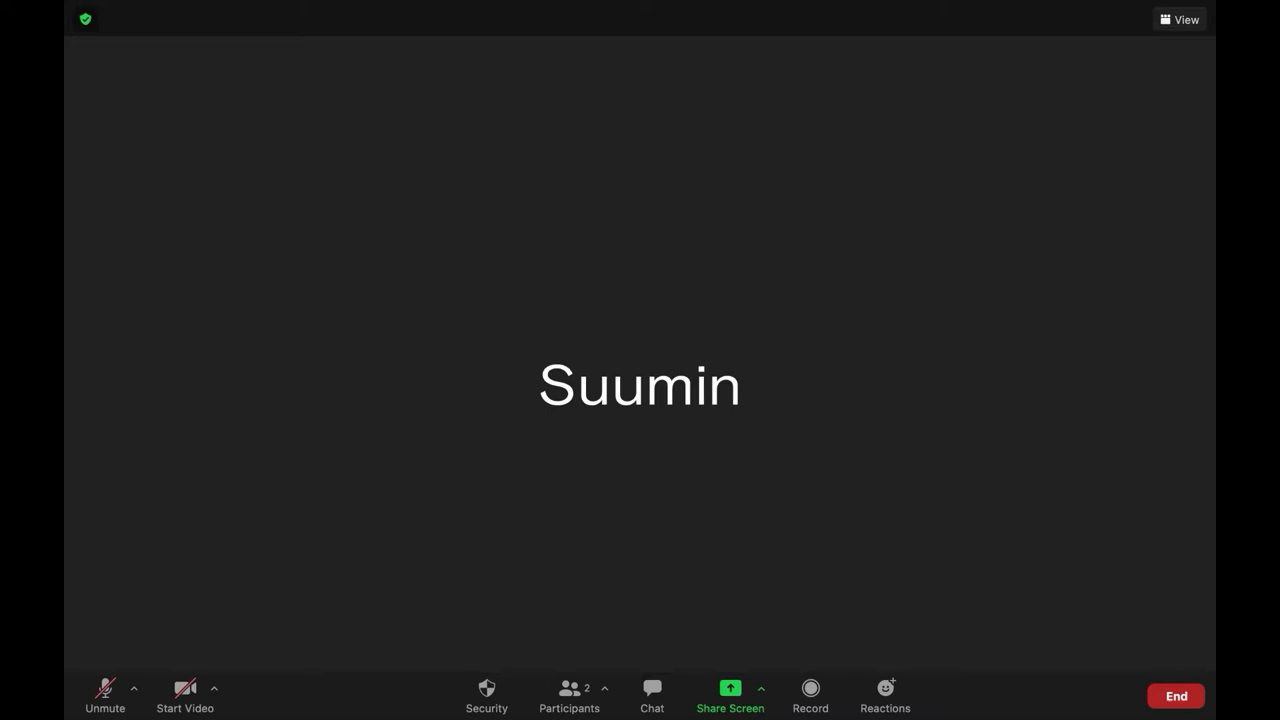 View
Suumin
Unmute
Start Video
Security
2
Participants
Chat
Share Screen
Record
Reactions
End